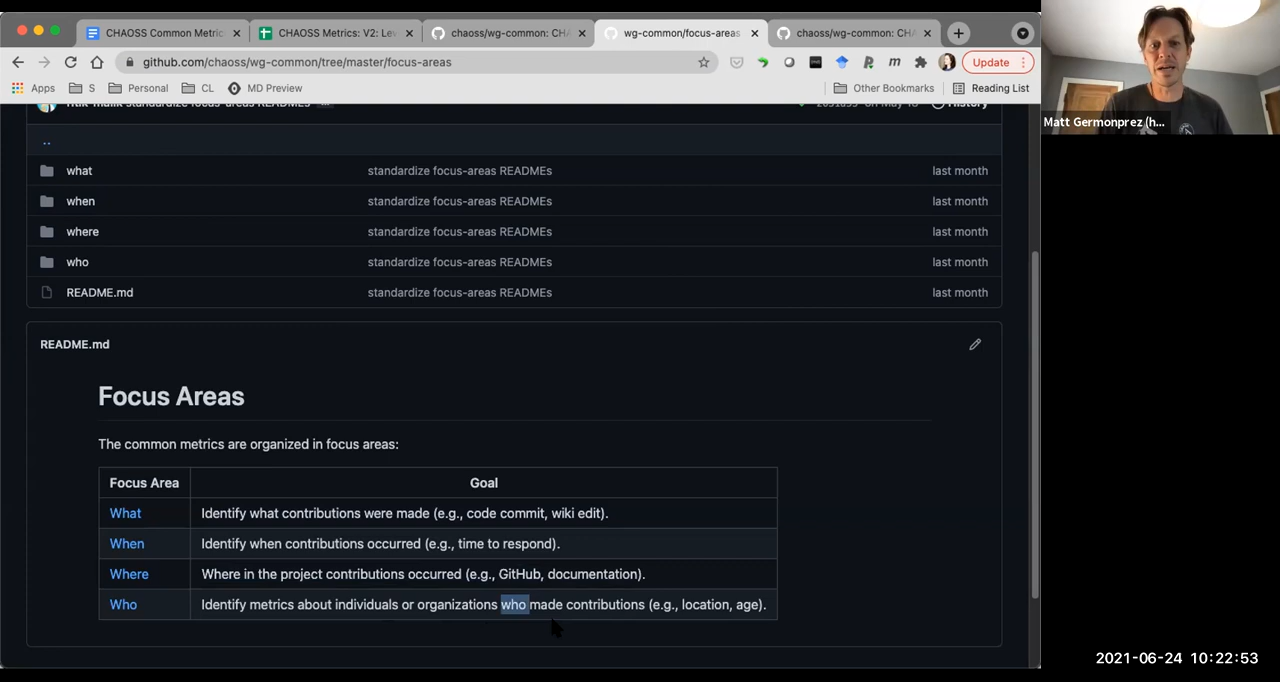 CHAOSS Common Metric
CHAOSS Metrics: V2: Le
chaoss/wg-common: CHA
wg-common/focus-areas
chaoss/wg-common: CHA
github.com/chaoss/wg-common/tree/master/focus-areas
Update
Apps S Personal CL MD Preview Other Bookmarks Reading List
ritik-malik standardize focus-areas READMEs on May 18 History
..
what standardize focus-areas READMEs last month
when standardize focus-areas READMEs last month
where standardize focus-areas READMEs last month
who standardize focus-areas READMEs last month
README.md standardize focus-areas READMEs last month
README.md
Focus Areas
The common metrics are organized in focus areas:
Focus Area Goal
What Identify what contributions were made (e.g., code commit, wiki edit).
When Identify when contributions occurred (e.g., time to respond).
Where Where in the project contributions occurred (e.g., GitHub, documentation).
Who Identify metrics about individuals or organizations who made contributions (e.g., location, age).
Matt Germonprez (h...
2021-06-24 10:22:53